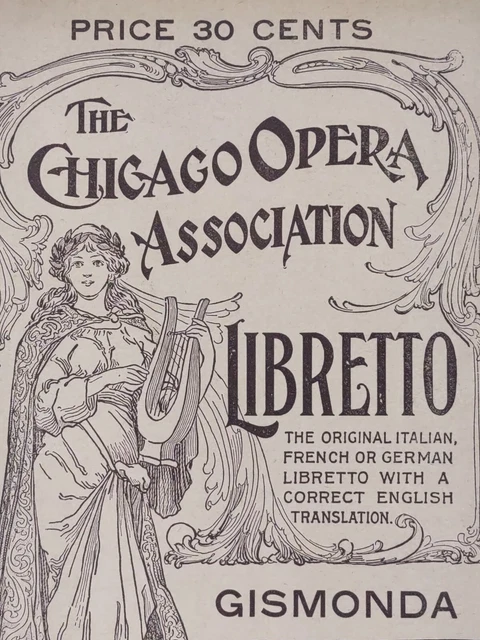 PRICE 30 CENTS
THE
CHICAGO OPERA
ASSOCIATION
LIBRETTO
THE ORIGINAL ITALIAN,
FRENCH OR GERMAN
LIBRETTO WITH A
CORRECT ENGLISH
TRANSLATION.
GISMONDA